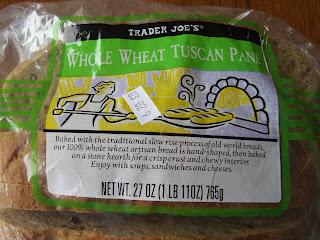 TRADER JOE'S®
WHOLE WHEAT TUSCAN PANE
Baked with the traditional slow rise process of old world breads,
our 100% whole wheat artisan bread is hand-shaped, then baked
on a stone hearth for a crisp crust and chewy interior.
Enjoy with soups, sandwiches and cheeses.
NET WT. 27 OZ (1 LB 11OZ) 765g